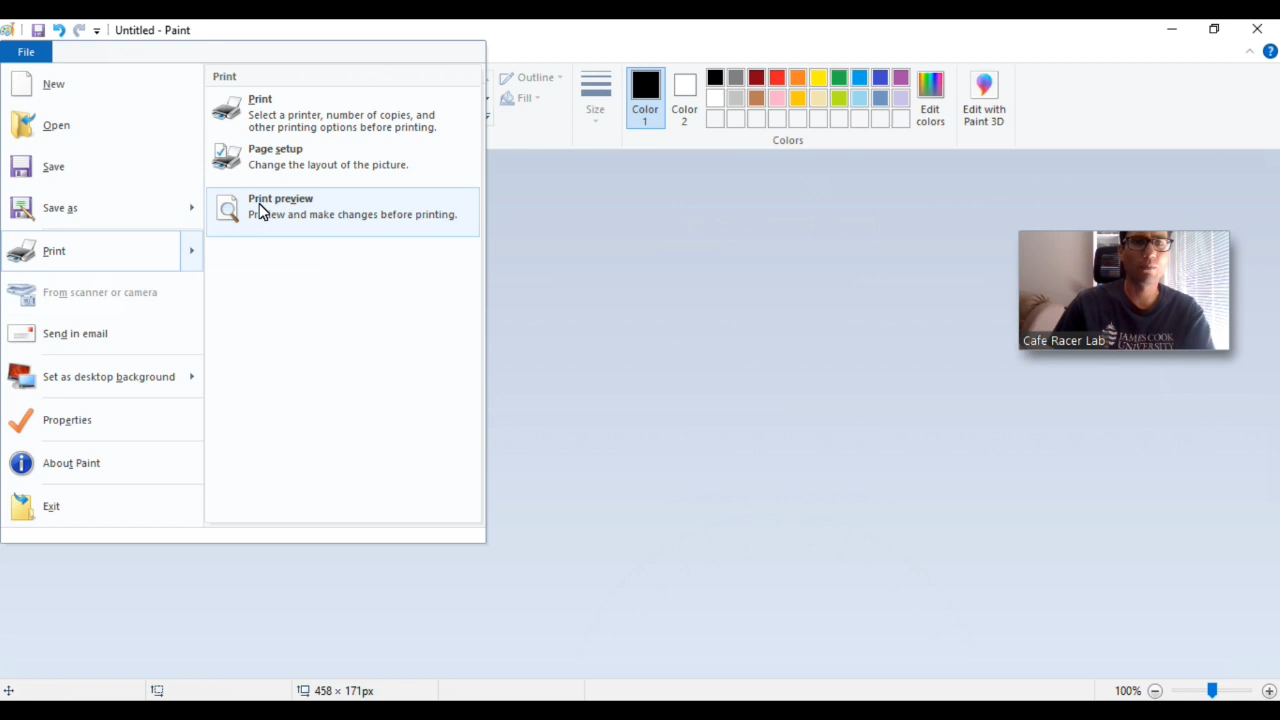 Untitled - Paint
File
Print
New
Print
Select a printer, number of copies, and
other printing options before printing.
Open
Page setup
Change the layout of the picture.
Save
Save as
Print preview
Preview and make changes before printing.
Print
From scanner or camera
Send in email
Set as desktop background
Properties
About Paint
Exit
Outline
Fill
Size
Color
1
Color
2
Edit
colors
Edit with
Paint 3D
Colors
Cafe Racer Lab
JAMES COOK
UNIVERSITY
458 × 171px
100%